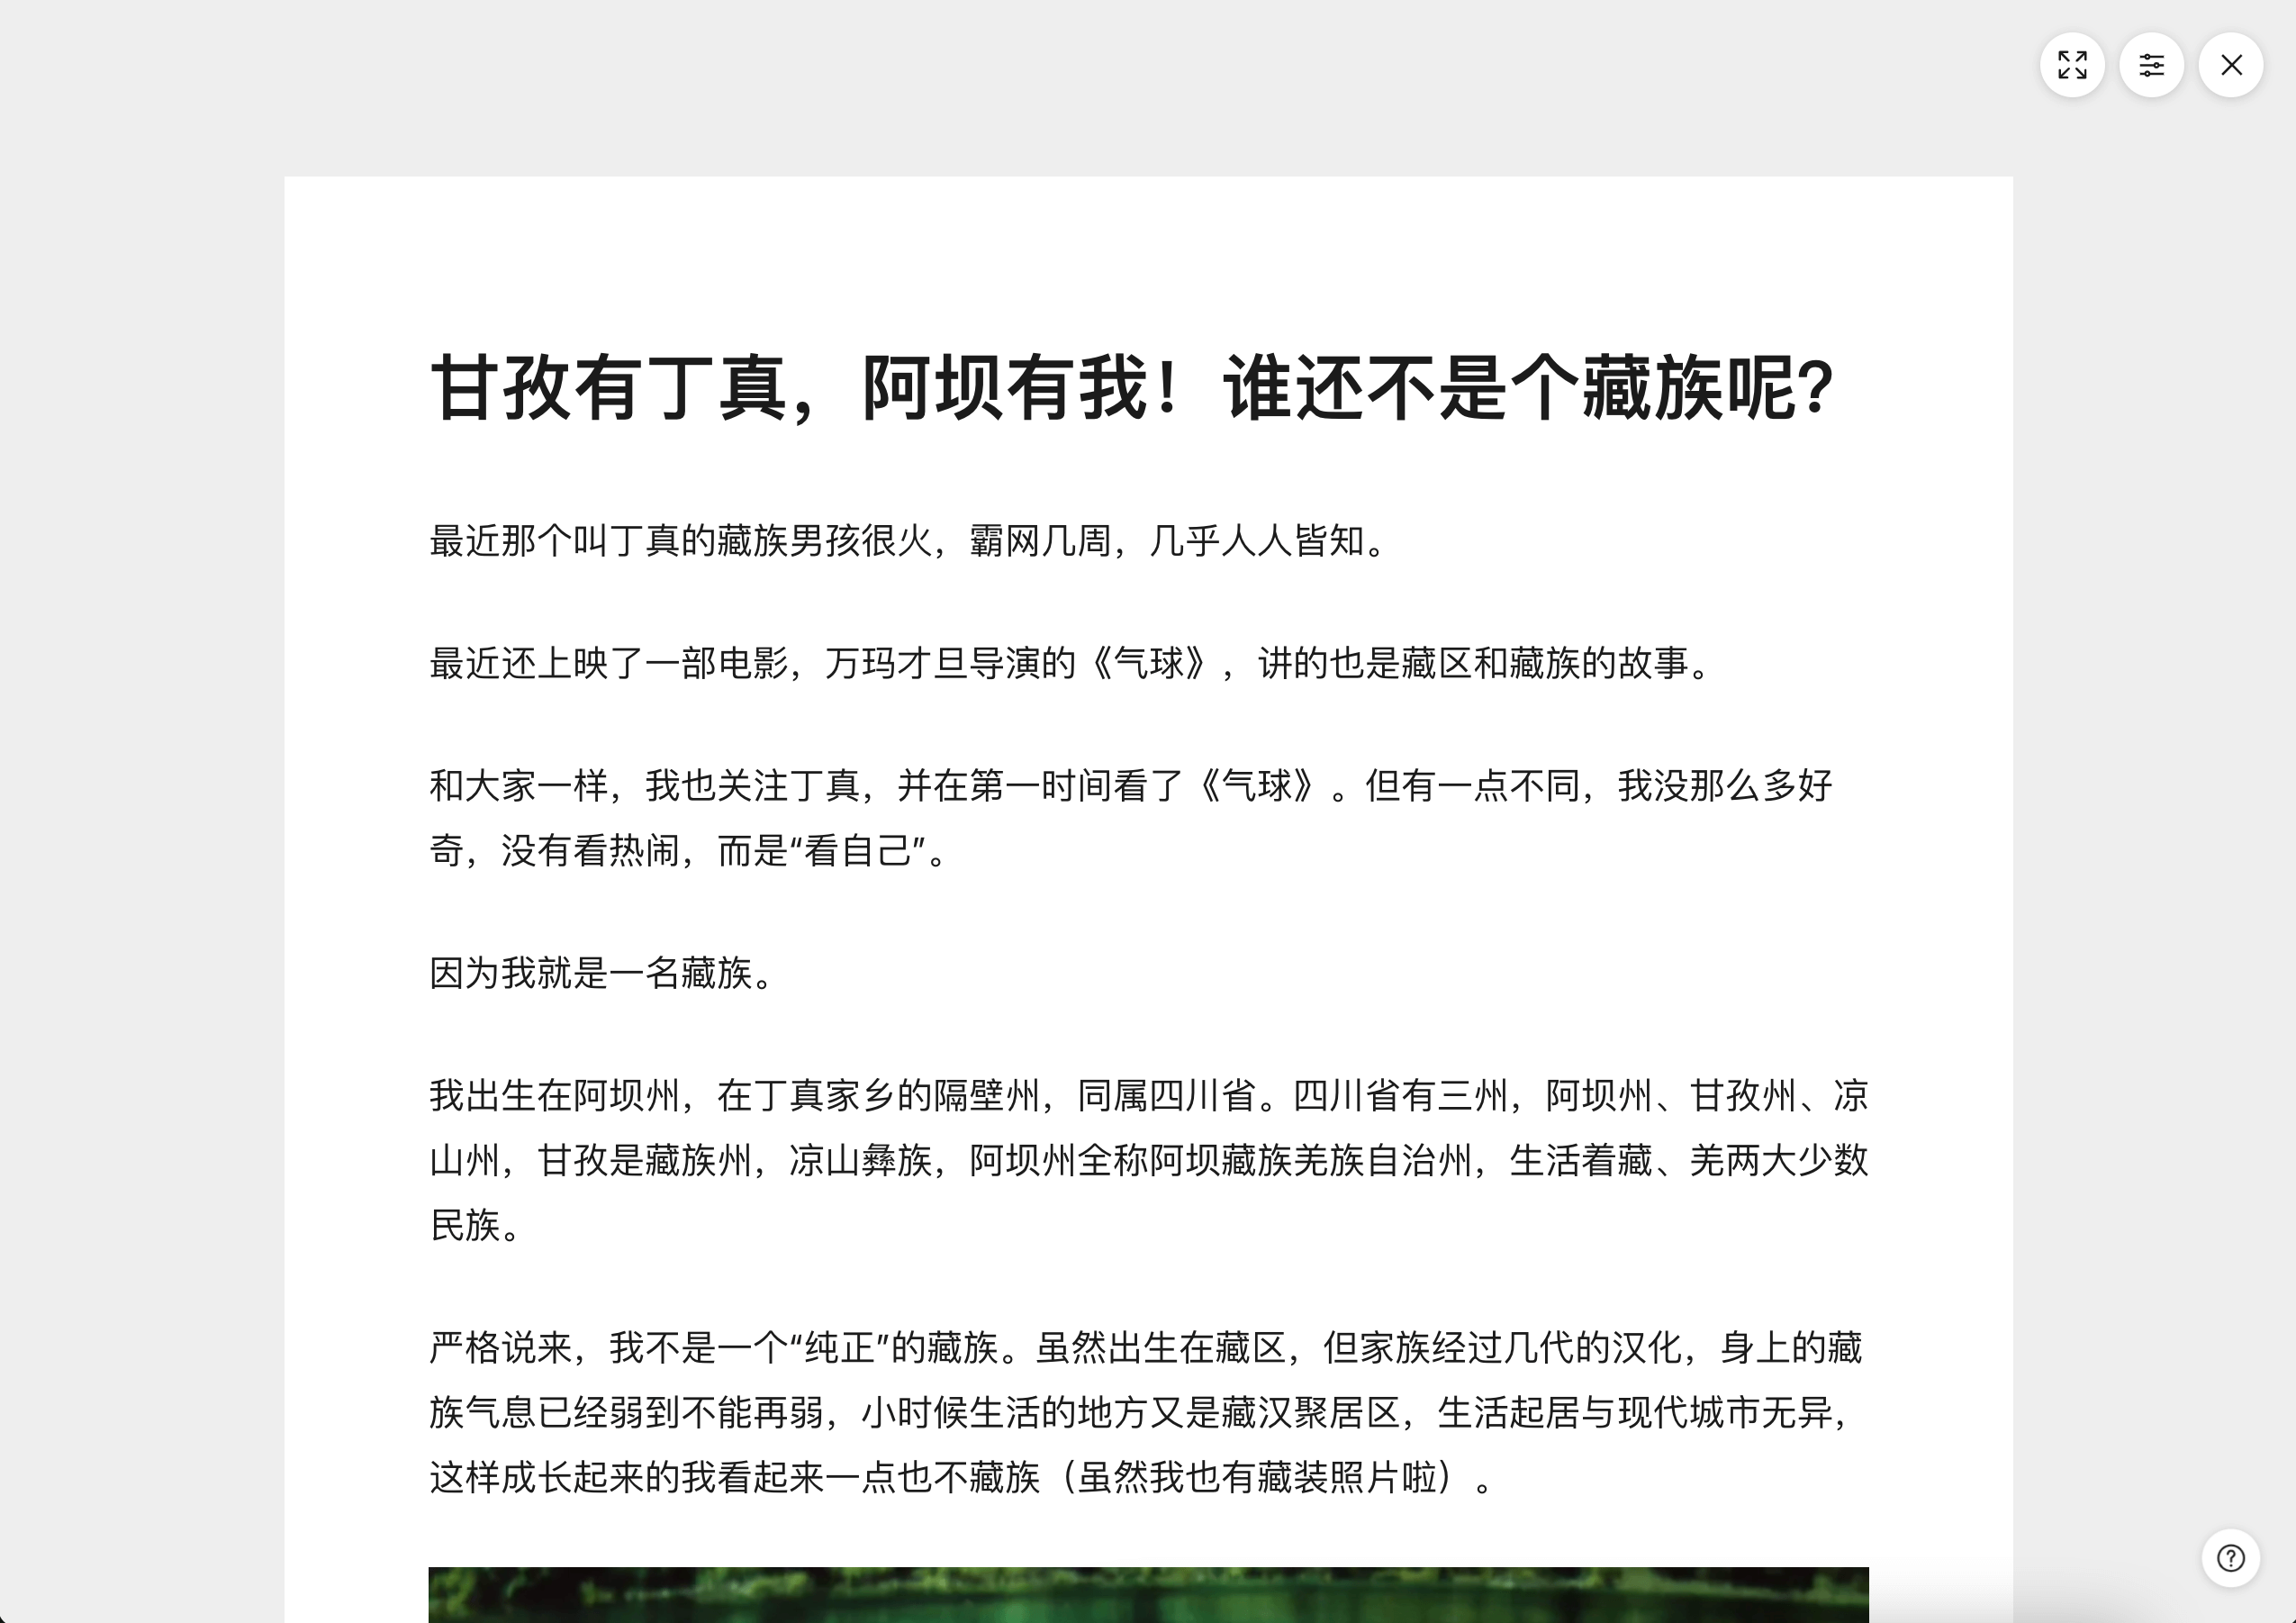 甘孜有丁真，阿坝有我！谁还不是个藏族呢?
最近那个叫丁真的藏族男孩很火，霸网几周，几乎人人皆知。
最近还上映了一部电影，万玛才旦导演的《气球》，讲的也是藏区和藏族的故事。
和大家一样，我也关注丁真，并在第一时间看了《气球》。但有一点不同，我没那么多好
奇，没有看热闹，而是“看自己”。
因为我就是一名藏族。
我出生在阿坝州，在丁真家乡的隔壁州，同属四川省。四川省有三州，阿坝州、甘孜州、凉
山州，甘孜是藏族州，凉山彝族，阿坝州全称阿坝藏族羌族自治州，生活着藏、羌两大少数
民族。
严格说来，我不是一个“纯正”的藏族。虽然出生在藏区，但家族经过几代的汉化，身上的藏
族气息已经弱到不能再弱，小时候生活的地方又是藏汉聚居区，生活起居与现代城市无异，
这样成长起来的我看起来一点也不藏族（虽然我也有藏装照片啦）。